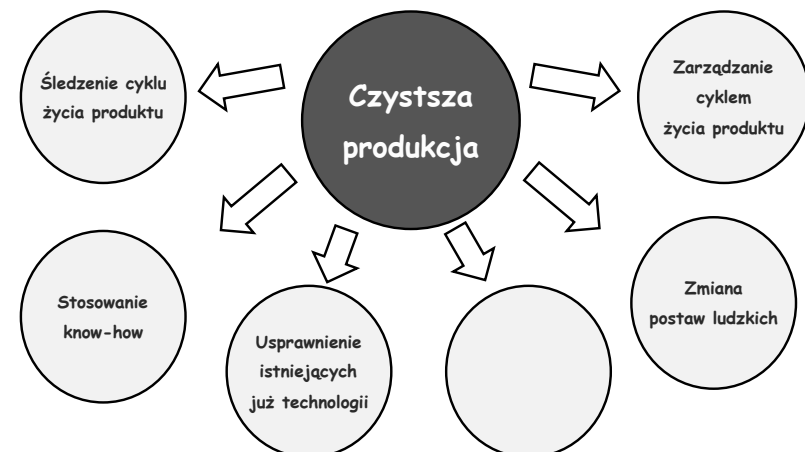 Czystsza
produkcja
Śledzenie cyklu
życia produktu
Zarządzanie
cyklem
życia produktu
Stosowanie
know-how
Usprawnienie
istniejących
już technologii
Zmiana
postaw ludzkich